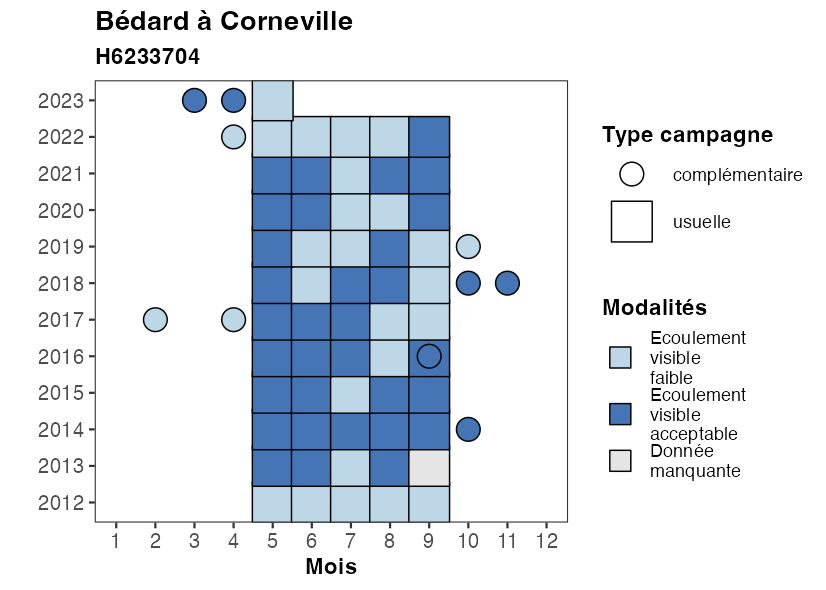 Bédard à Corneville
H6233704
2023
2022
2021
2020
2019
2018
2017
2016
2015
2014
2013
2012
1 2 3 4 5 6 7 8 9 10 11 12
Mois
Type campagne
complémentaire
usuelle
Modalités
Ecoulement
visible
faible
Ecoulement
visible
acceptable
Donnée
manquante